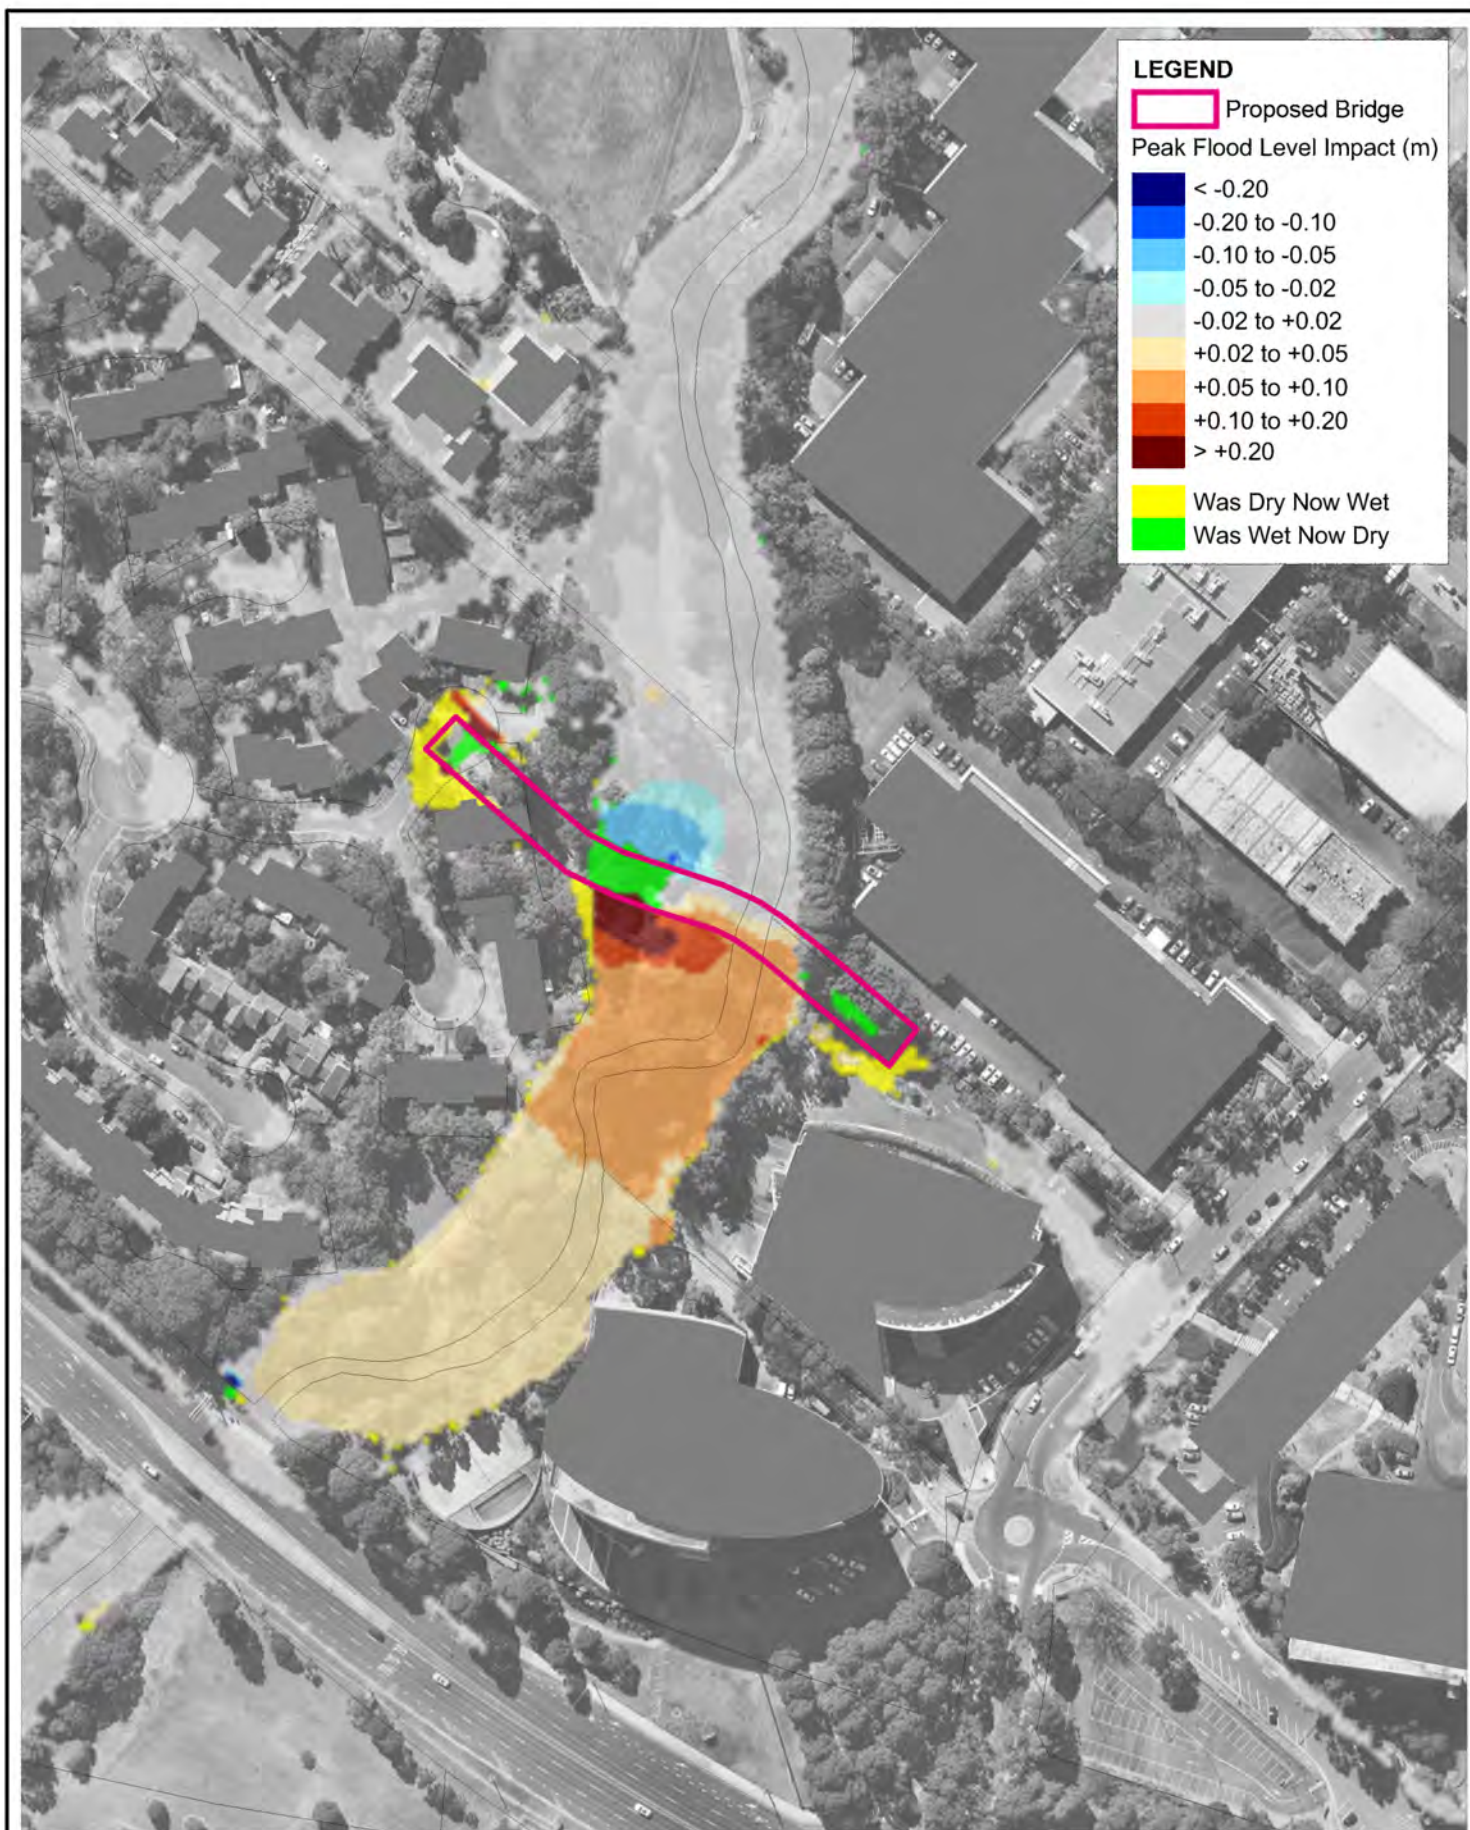 LEGEND
Proposed Bridge
Peak Flood Level Impact (m)
< -0.20
-0.20 to -0.10
-0.10 to -0.05
-0.05 to -0.02
-0.02 to +0.02
+0.02 to +0.05
+0.05 to +0.10
+0.10 to +0.20
> +0.20
Was Dry Now Wet
Was Wet Now Dry